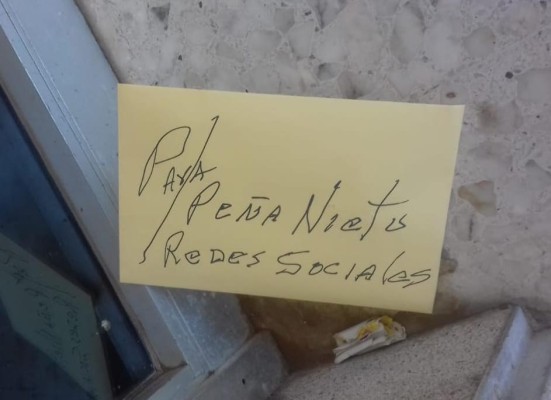 Para
Peña Nieto
Redes Sociales